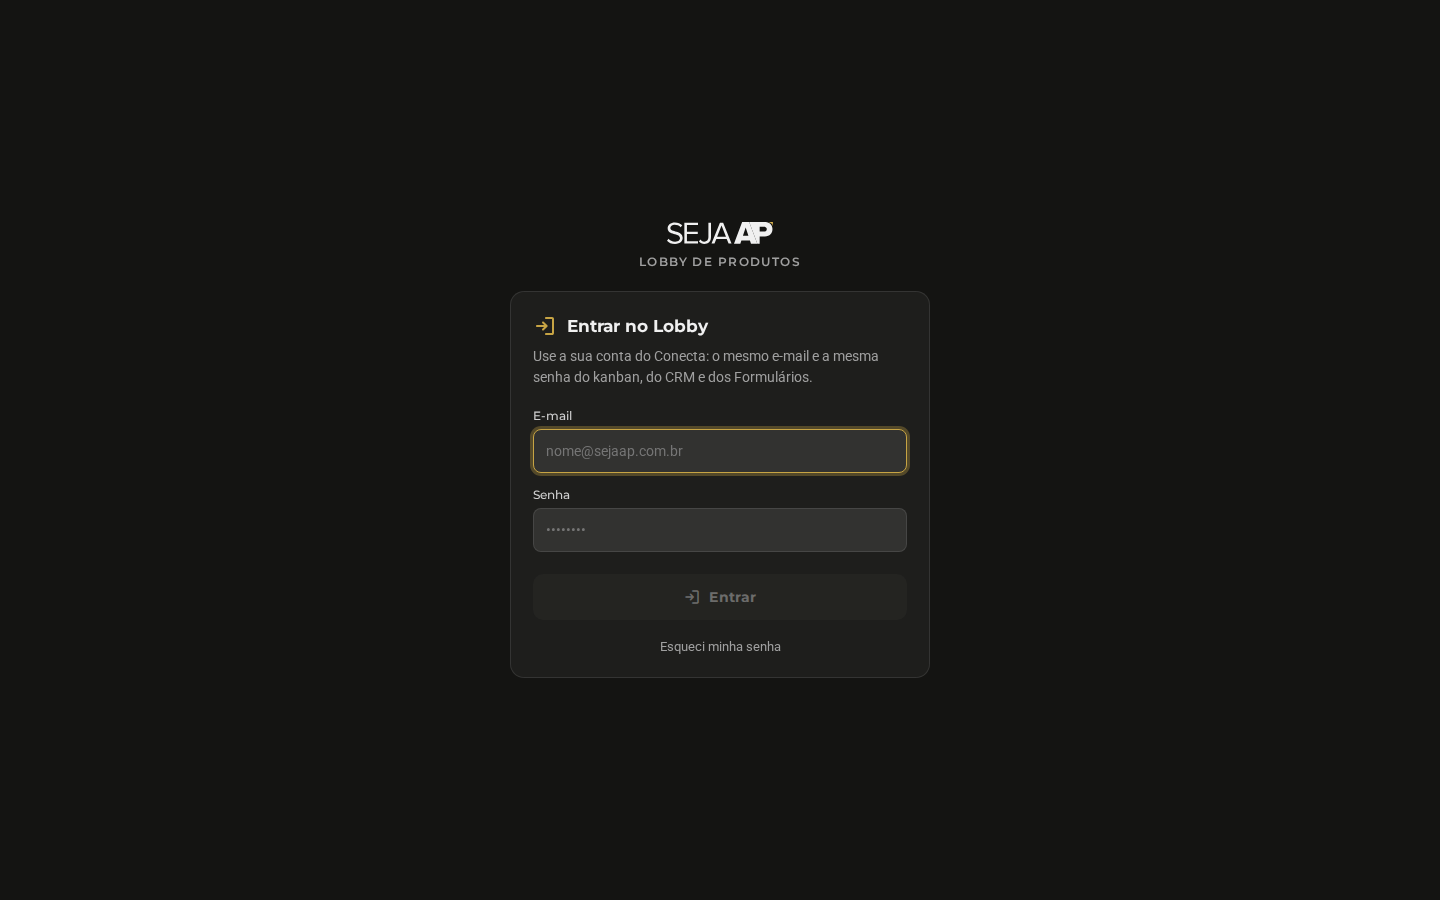 SEJA AP
LOBBY DE PRODUTOS
Entrar no Lobby
Use a sua conta do Conecta: o mesmo e-mail e a mesma
senha do kanban, do CRM e dos Formulários.
E-mail
nome@sejaap.com.br
Senha
••••••••
Entrar
Esqueci minha senha